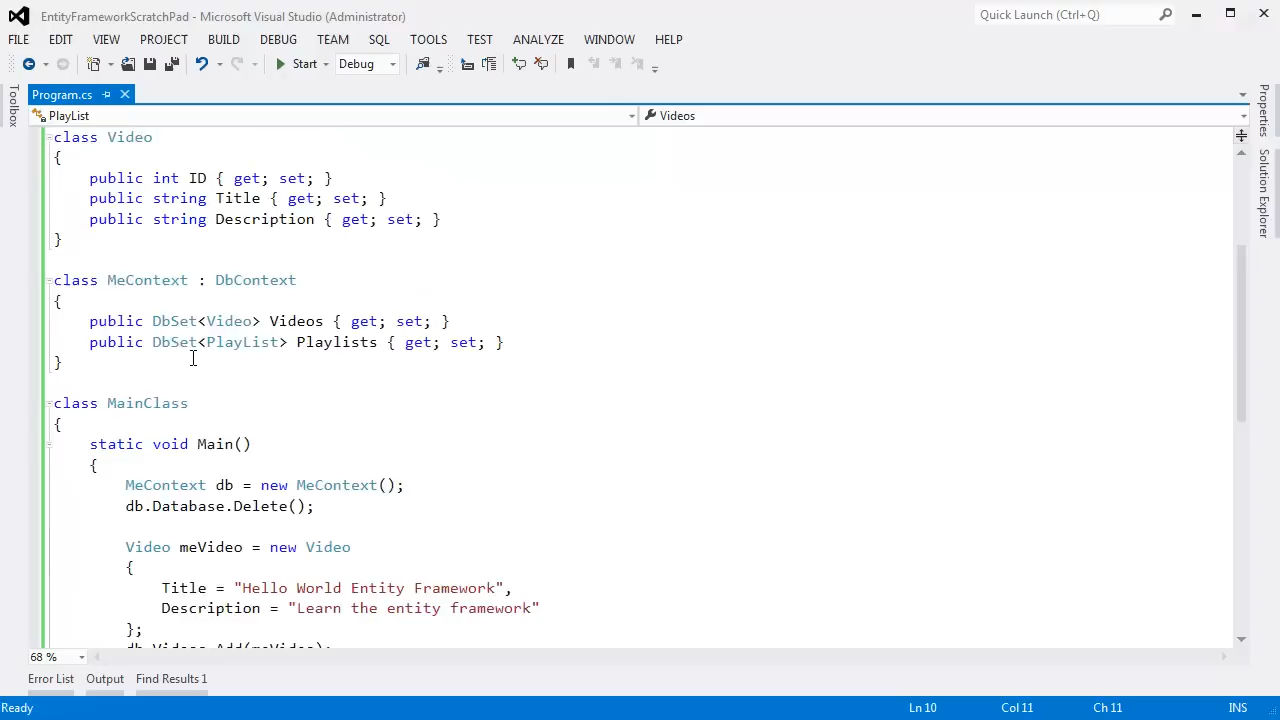 EntityFrameworkScratchPad - Microsoft Visual Studio (Administrator)
Quick Launch (Ctrl+Q)
FILE EDIT VIEW PROJECT BUILD DEBUG TEAM SQL TOOLS TEST ANALYZE WINDOW HELP
Start Debug
Toolbox
Program.cs
Properties
Solution Explorer
PlayList Videos
class Video
{
public int ID { get; set; }
public string Title { get; set; }
public string Description { get; set; }
}
class MeContext : DbContext
{
public DbSet<Video> Videos { get; set; }
public DbSet<PlayList> Playlists { get; set; }
}
class MainClass
{
static void Main()
{
MeContext db = new MeContext();
db.Database.Delete();
Video meVideo = new Video
{
Title = "Hello World Entity Framework",
Description = "Learn the entity framework"
};
db.Videos.Add(meVideo);
68 %
Error List Output Find Results 1
Ready Ln 10 Col 11 Ch 11 INS